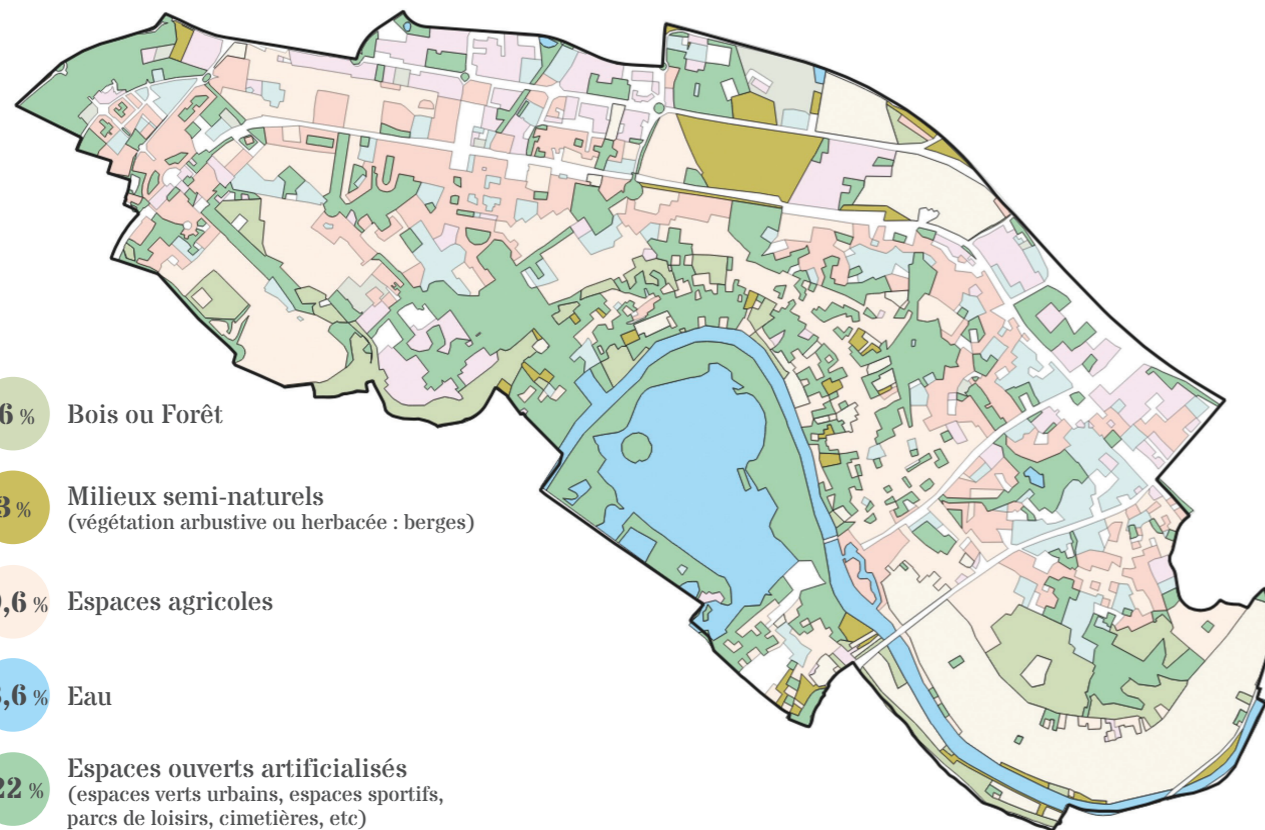 6 % Bois ou Forêt
3 % Milieux semi-naturels
(végétation arbustive ou herbacée : berges)
,6 % Espaces agricoles
,6 % Eau
22 % Espaces ouverts artificialisés
(espaces verts urbains, espaces sportifs,
parcs de loisirs, cimetières, etc)